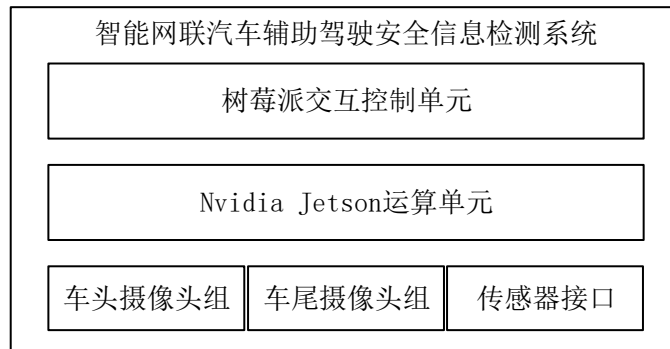 智能网联汽车辅助驾驶安全信息检测系统
树莓派交互控制单元
Nvidia Jetson运算单元
车头摄像头组
车尾摄像头组
传感器接口